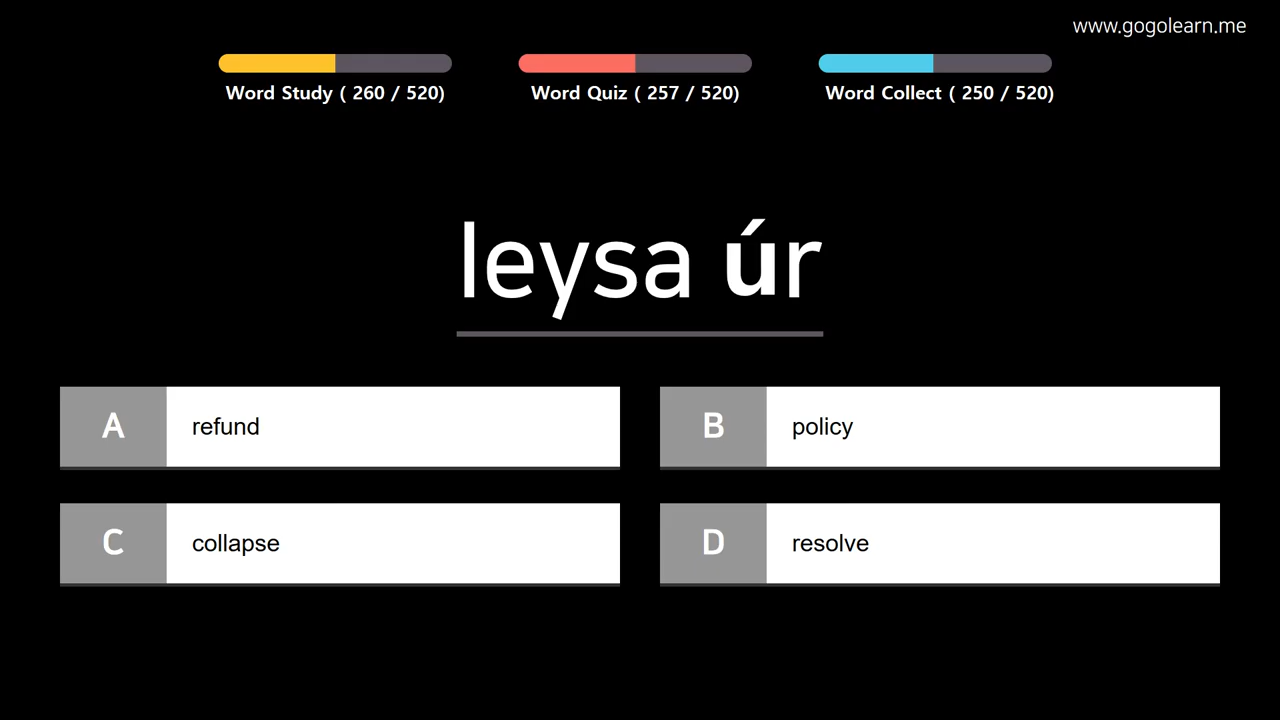 www.gogolearn.me
Word Study ( 260 / 520)
Word Quiz ( 257 / 520)
Word Collect ( 250 / 520)
leysa úr
A refund
B policy
C collapse
D resolve